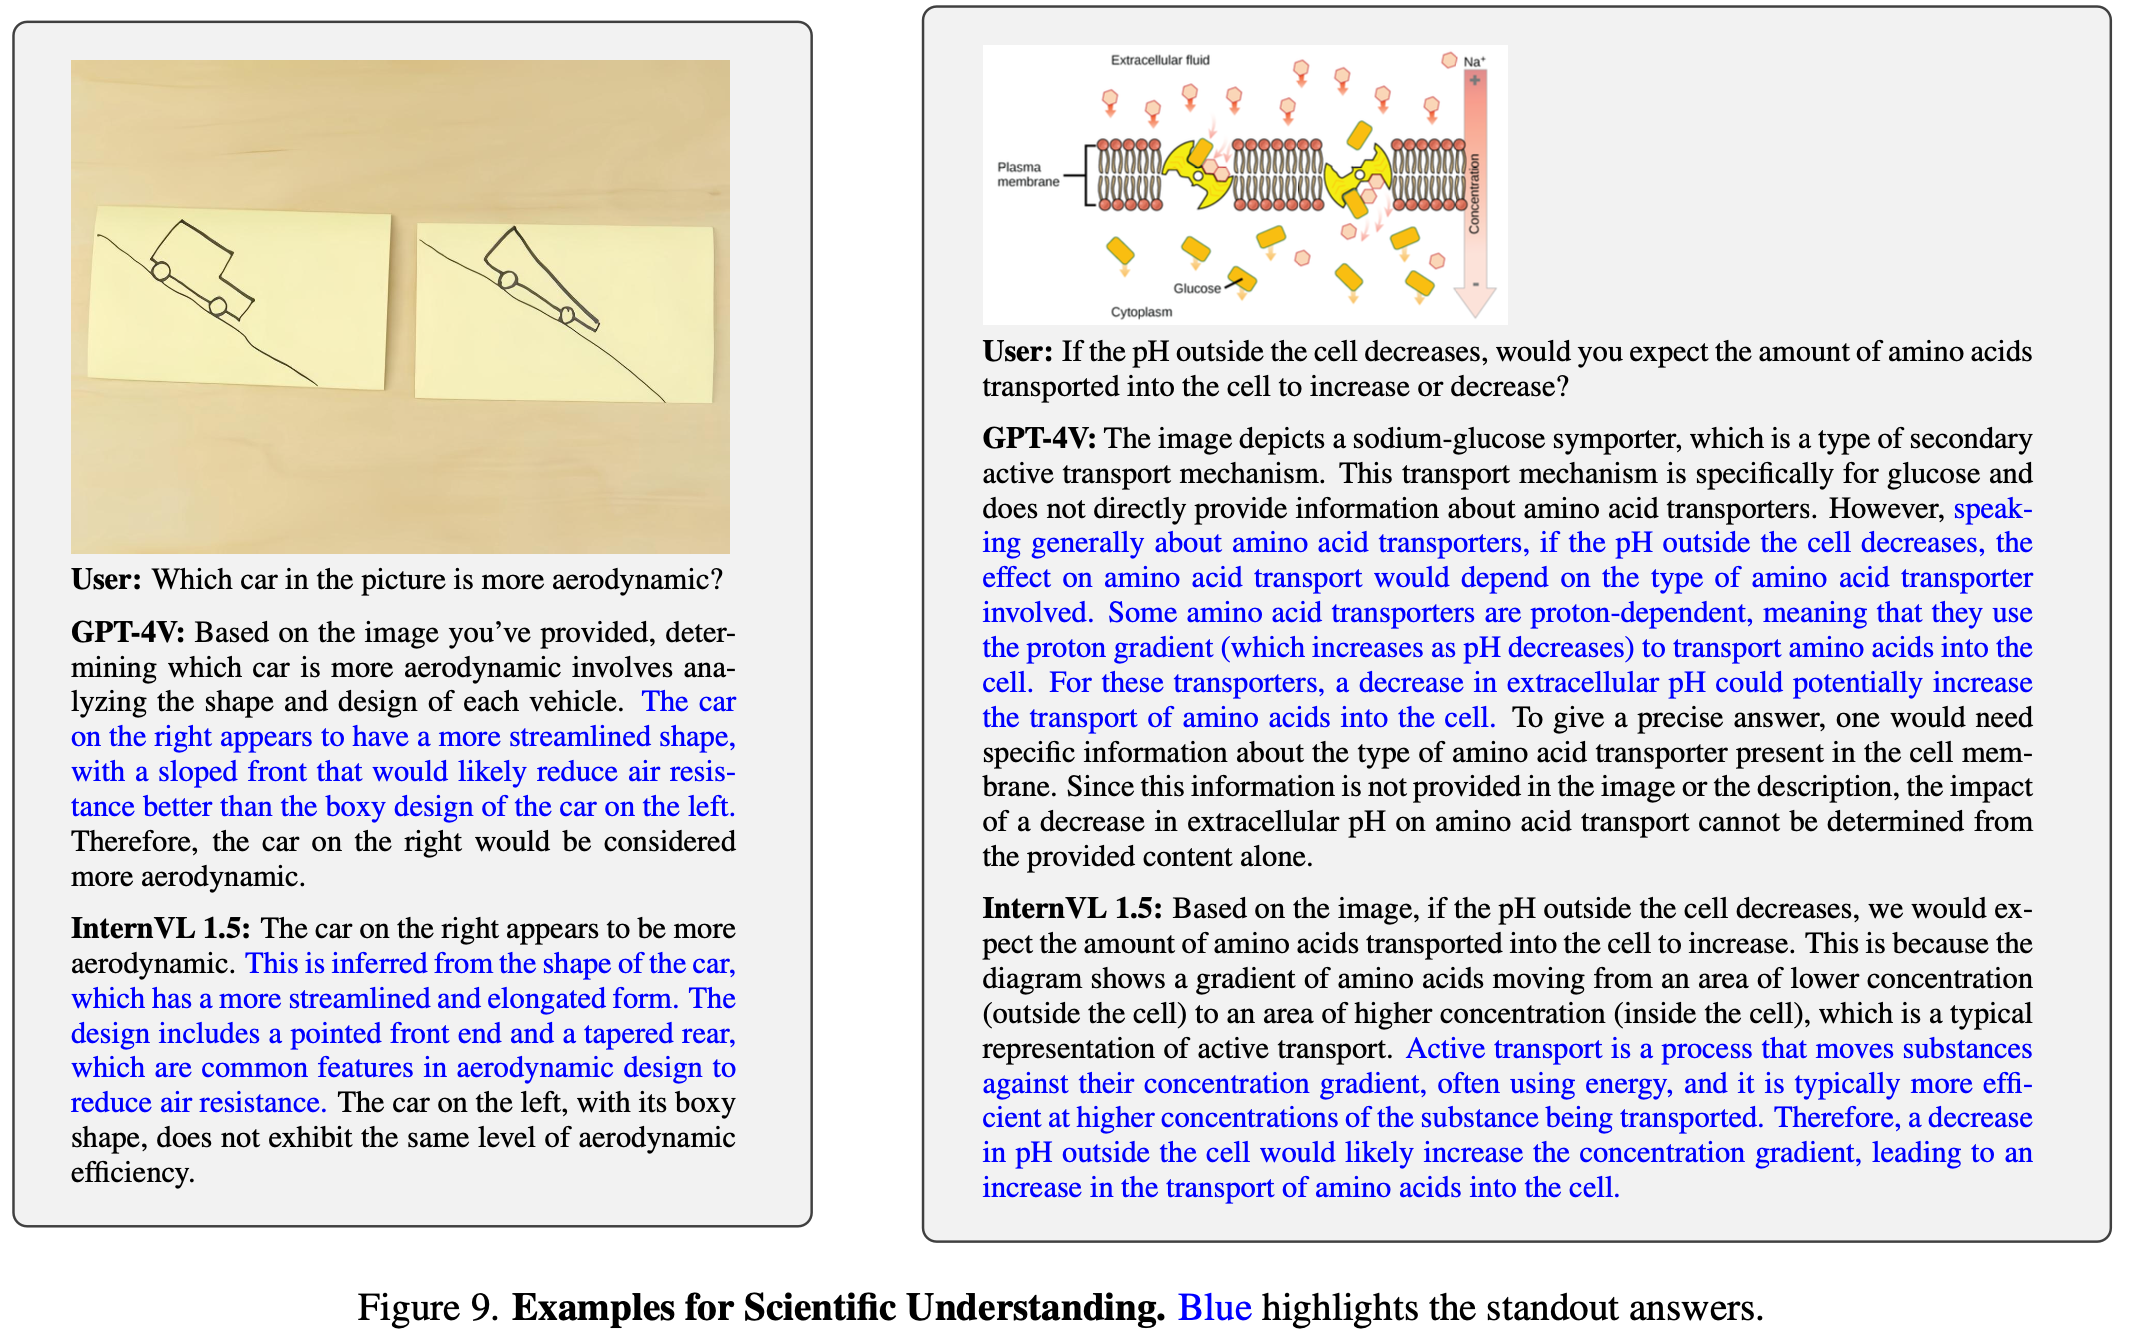 User: Which car in the picture is more aerodynamic?
GPT-4V: Based on the image you've provided, deter-
mining which car is more aerodynamic involves ana-
lyzing the shape and design of each vehicle. The car
on the right appears to have a more streamlined shape,
with a sloped front that would likely reduce air resis-
tance better than the boxy design of the car on the left.
Therefore, the car on the right would be considered
more aerodynamic.
InternVL 1.5: The car on the right appears to be more
aerodynamic. This is inferred from the shape of the car,
which has a more streamlined and elongated form. The
design includes a pointed front end and a tapered rear,
which are common features in aerodynamic design to
reduce air resistance. The car on the left, with its boxy
shape, does not exhibit the same level of aerodynamic
efficiency.
Extracellular fluid
Na⁺
+
Plasma
membrane
Concentration
Glucose
-
Cytoplasm
User: If the pH outside the cell decreases, would you expect the amount of amino acids
transported into the cell to increase or decrease?
GPT-4V: The image depicts a sodium-glucose symporter, which is a type of secondary
active transport mechanism. This transport mechanism is specifically for glucose and
does not directly provide information about amino acid transporters. However, speak-
ing generally about amino acid transporters, if the pH outside the cell decreases, the
effect on amino acid transport would depend on the type of amino acid transporter
involved. Some amino acid transporters are proton-dependent, meaning that they use
the proton gradient (which increases as pH decreases) to transport amino acids into the
cell. For these transporters, a decrease in extracellular pH could potentially increase
the transport of amino acids into the cell. To give a precise answer, one would need
specific information about the type of amino acid transporter present in the cell mem-
brane. Since this information is not provided in the image or the description, the impact
of a decrease in extracellular pH on amino acid transport cannot be determined from
the provided content alone.
InternVL 1.5: Based on the image, if the pH outside the cell decreases, we would ex-
pect the amount of amino acids transported into the cell to increase. This is because the
diagram shows a gradient of amino acids moving from an area of lower concentration
(outside the cell) to an area of higher concentration (inside the cell), which is a typical
representation of active transport. Active transport is a process that moves substances
against their concentration gradient, often using energy, and it is typically more effi-
cient at higher concentrations of the substance being transported. Therefore, a decrease
in pH outside the cell would likely increase the concentration gradient, leading to an
increase in the transport of amino acids into the cell.
Figure 9. Examples for Scientific Understanding. Blue highlights the standout answers.